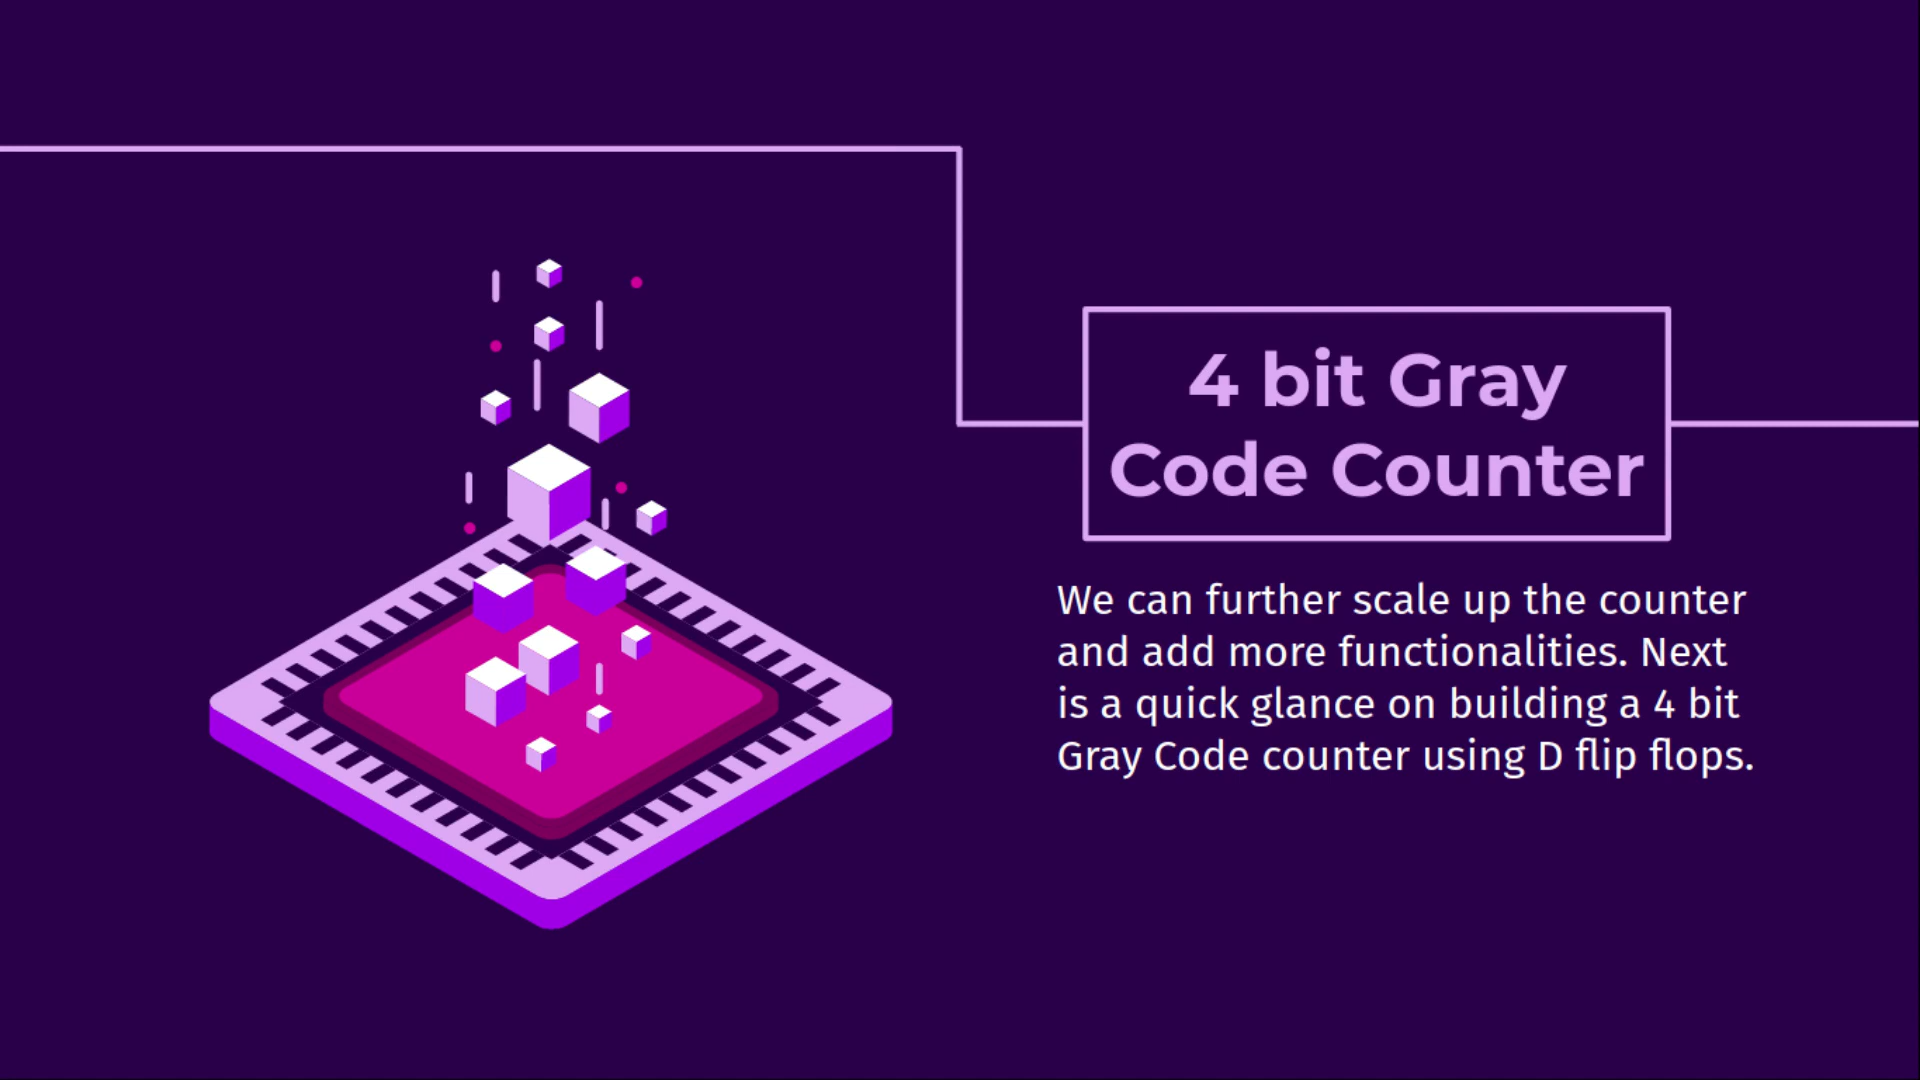 4 bit Gray
Code Counter
We can further scale up the counter
and add more functionalities. Next
is a quick glance on building a 4 bit
Gray Code counter using D flip flops.